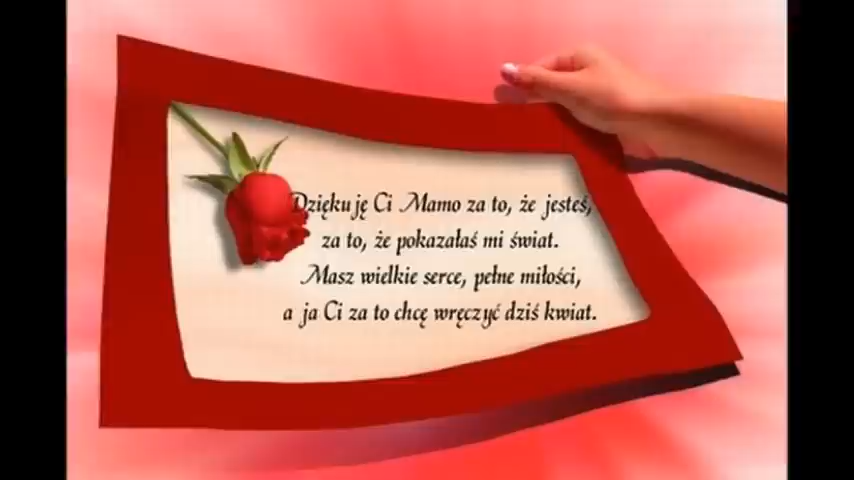 Dziękuję Ci Mamo za to, że jesteś,
za to, że pokazałaś mi świat.
Masz wielkie serce, pełne miłości,
a ja Ci za to chcę wręczyć dziś kwiat.